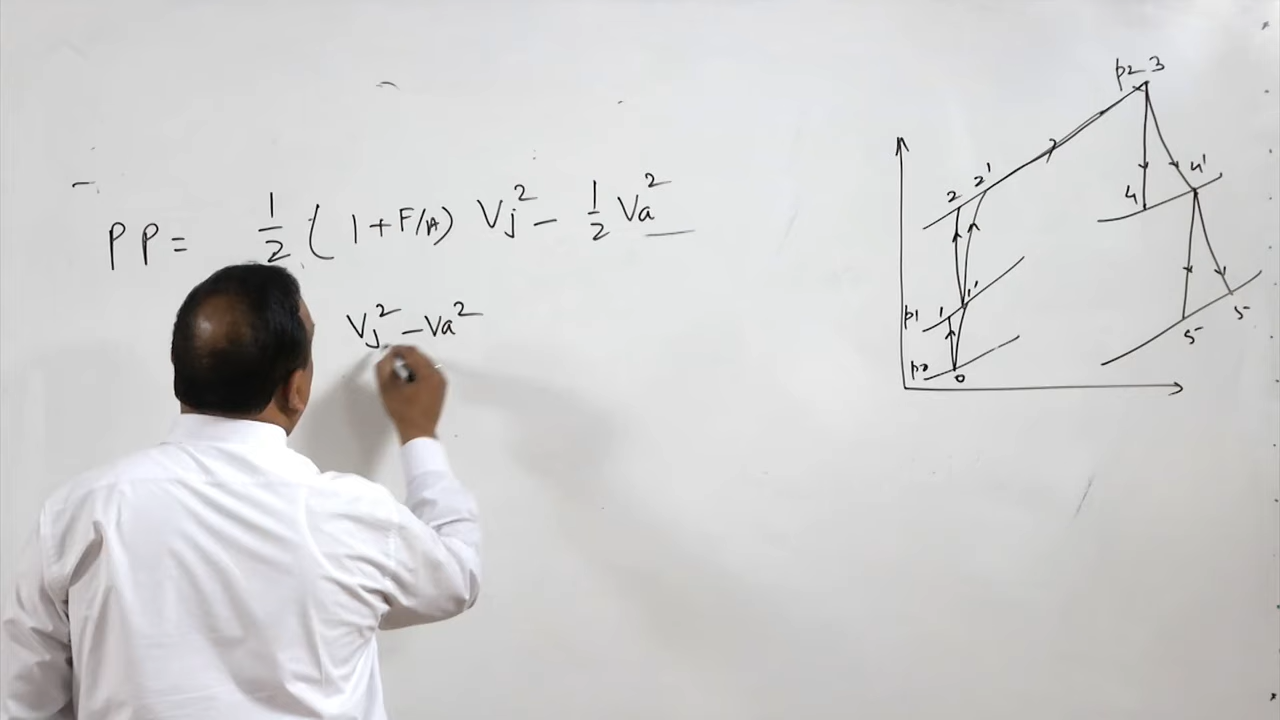 PP = 1/2 (1 + F/A) Vj² - 1/2 Va²
Vj² - Va²
p2 3
2 2'
4 4'
p1 1 1'
5 5
p0 0